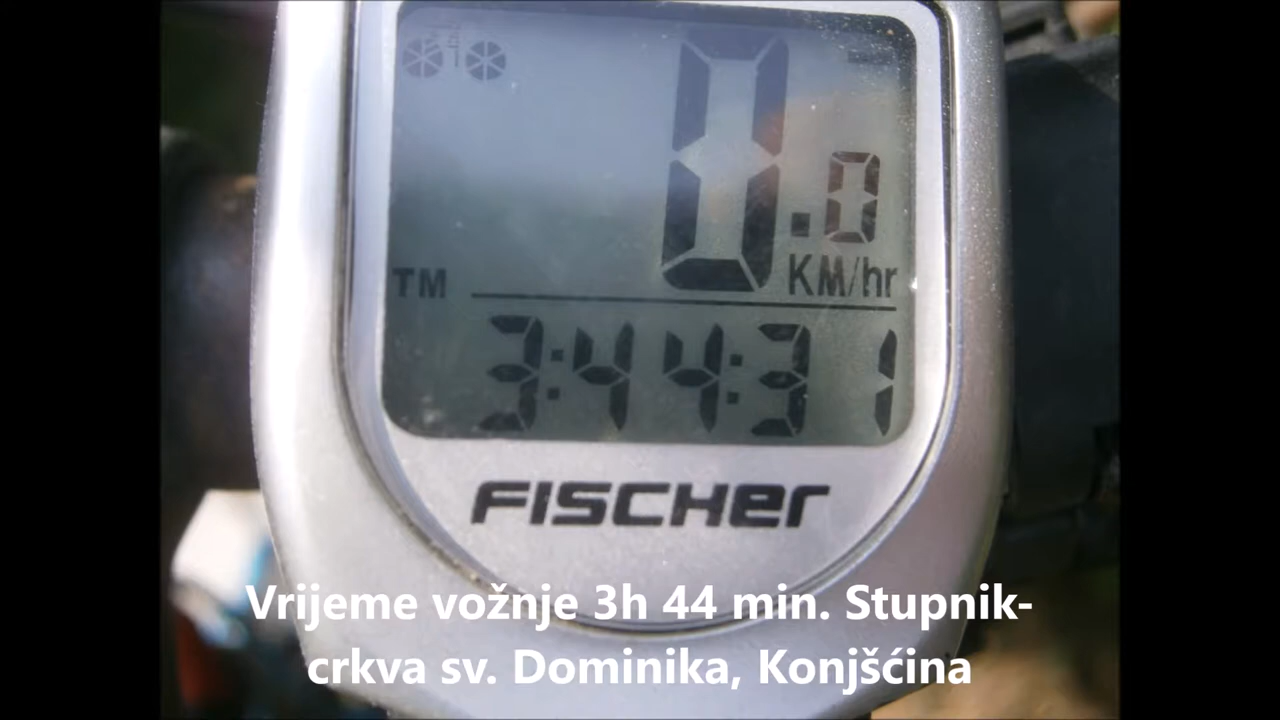 0.0
KM/hr
TM
3:44:31
FISCHER
Vrijeme vožnje 3h 44 min. Stupnik-
crkva sv. Dominika, Konjšćina